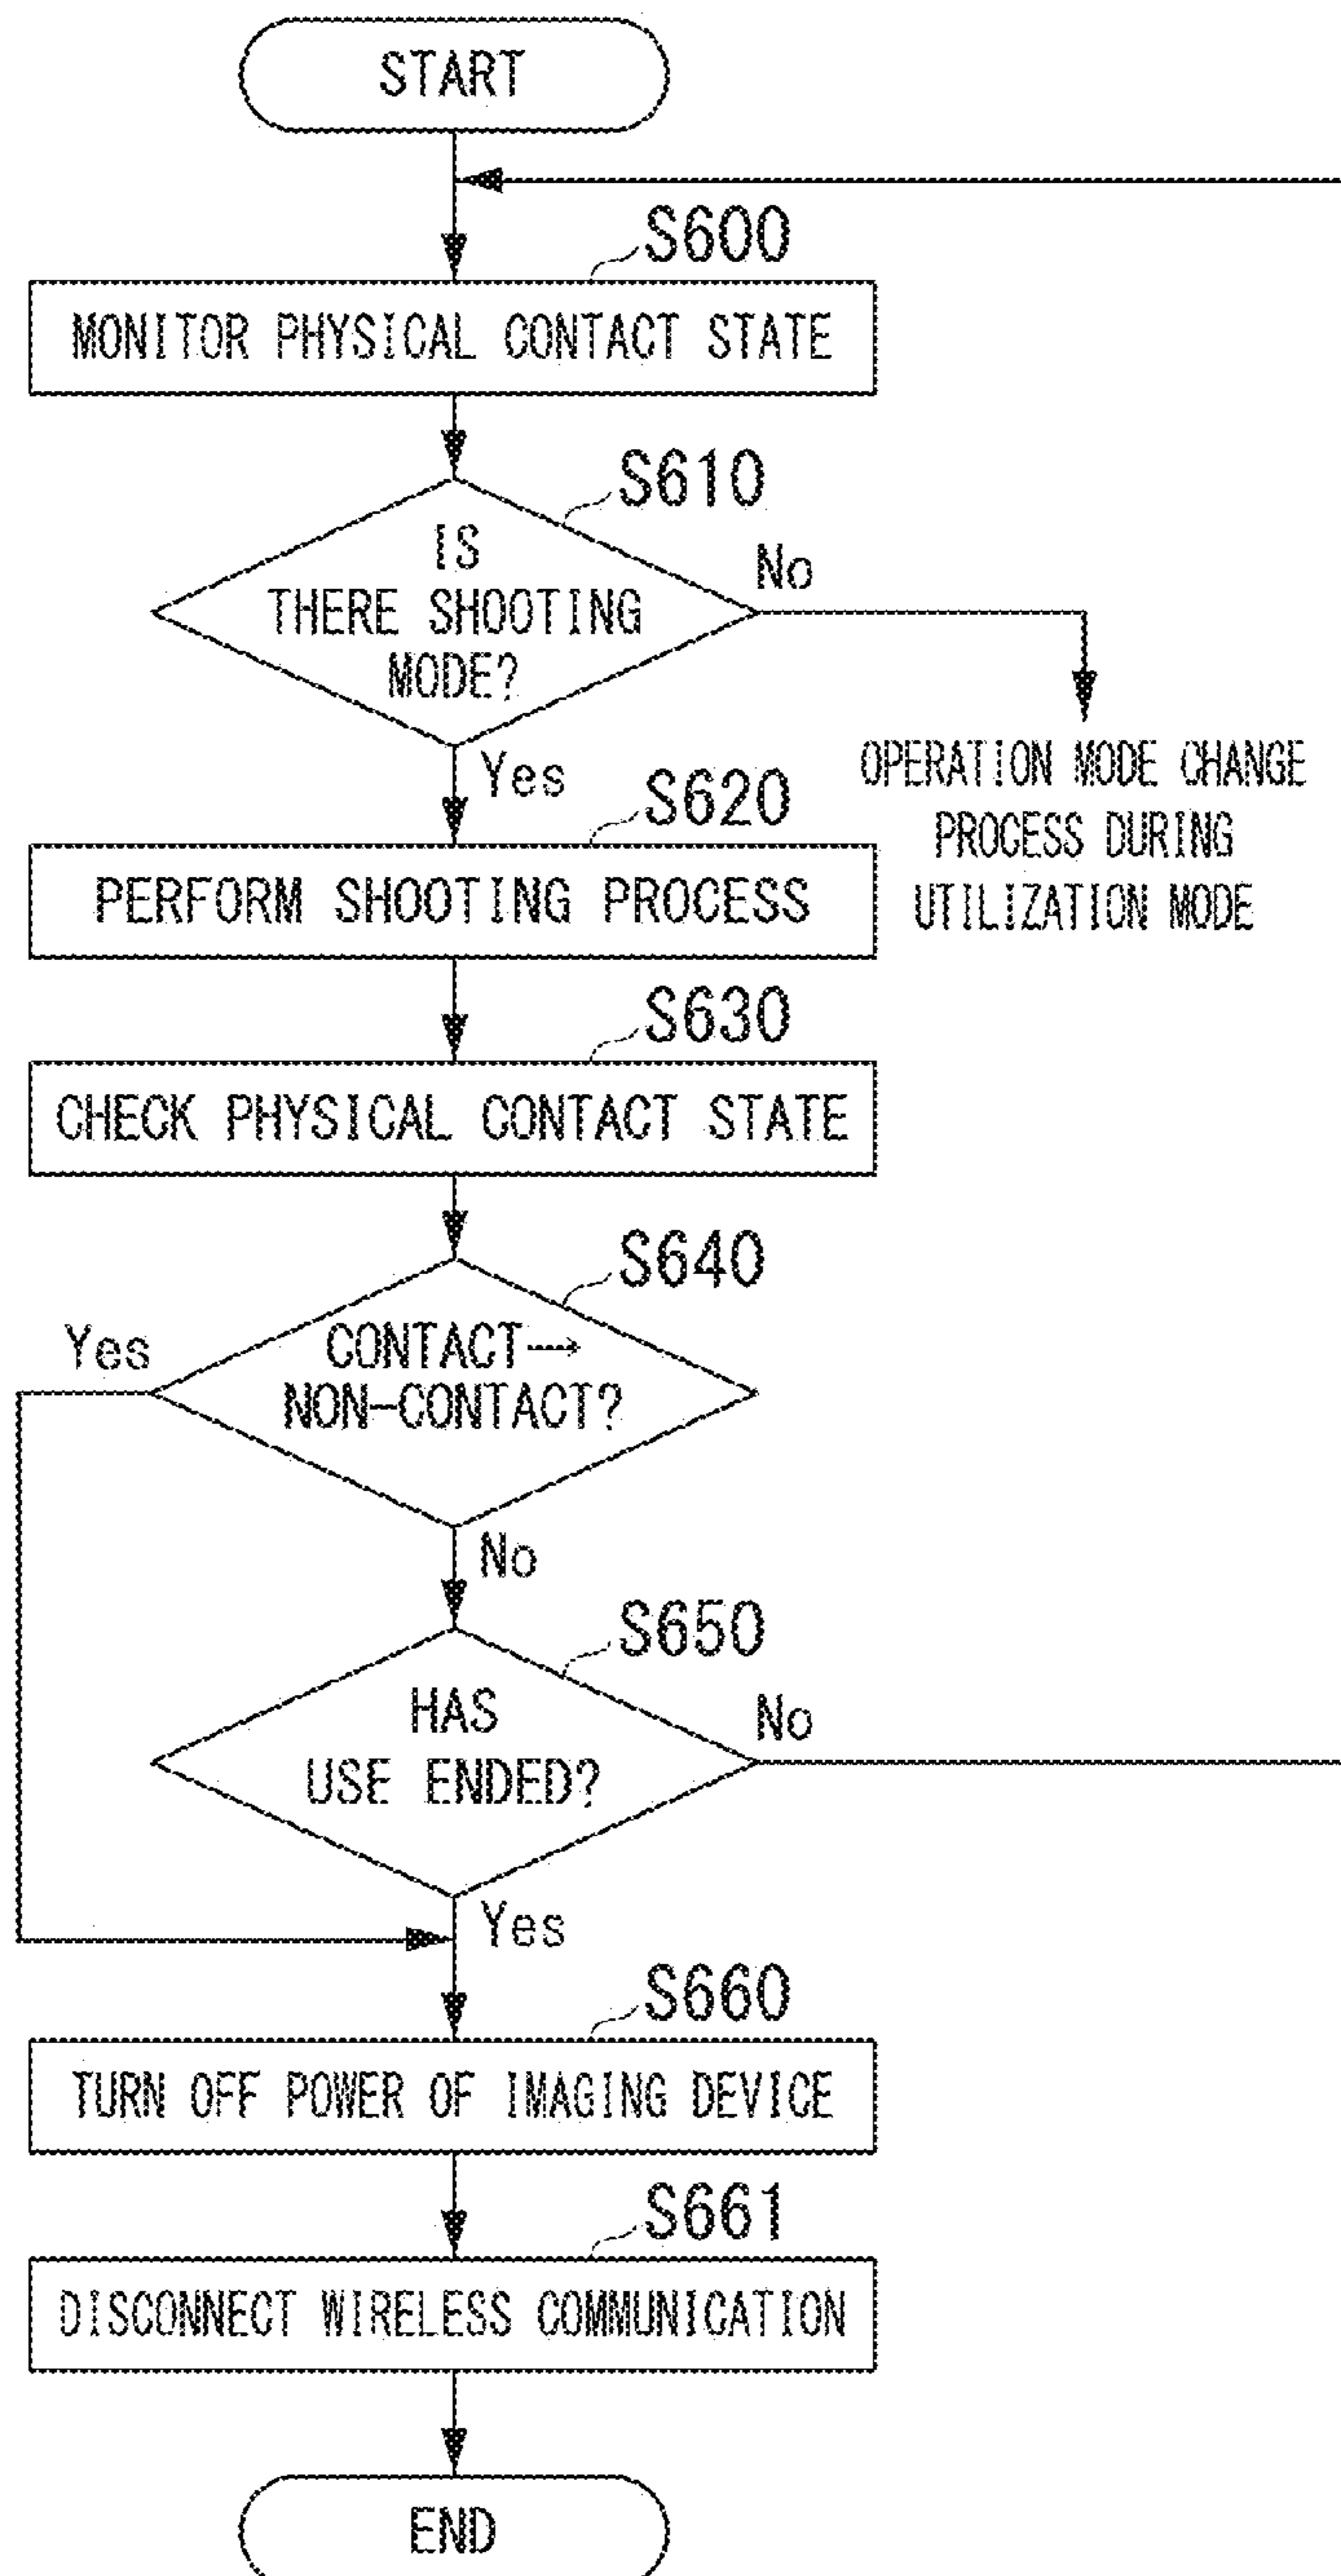 START
S600
MONITOR PHYSICAL CONTACT STATE
S610
IS
THERE SHOOTING
MODE?
No
Yes
OPERATION MODE CHANGE
PROCESS DURING
UTILIZATION MODE
S620
PERFORM SHOOTING PROCESS
S630
CHECK PHYSICAL CONTACT STATE
S640
Yes
CONTACT→
NON-CONTACT?
No
S650
HAS
USE ENDED?
No
Yes
S660
TURN OFF POWER OF IMAGING DEVICE
S661
DISCONNECT WIRELESS COMMUNICATION
END